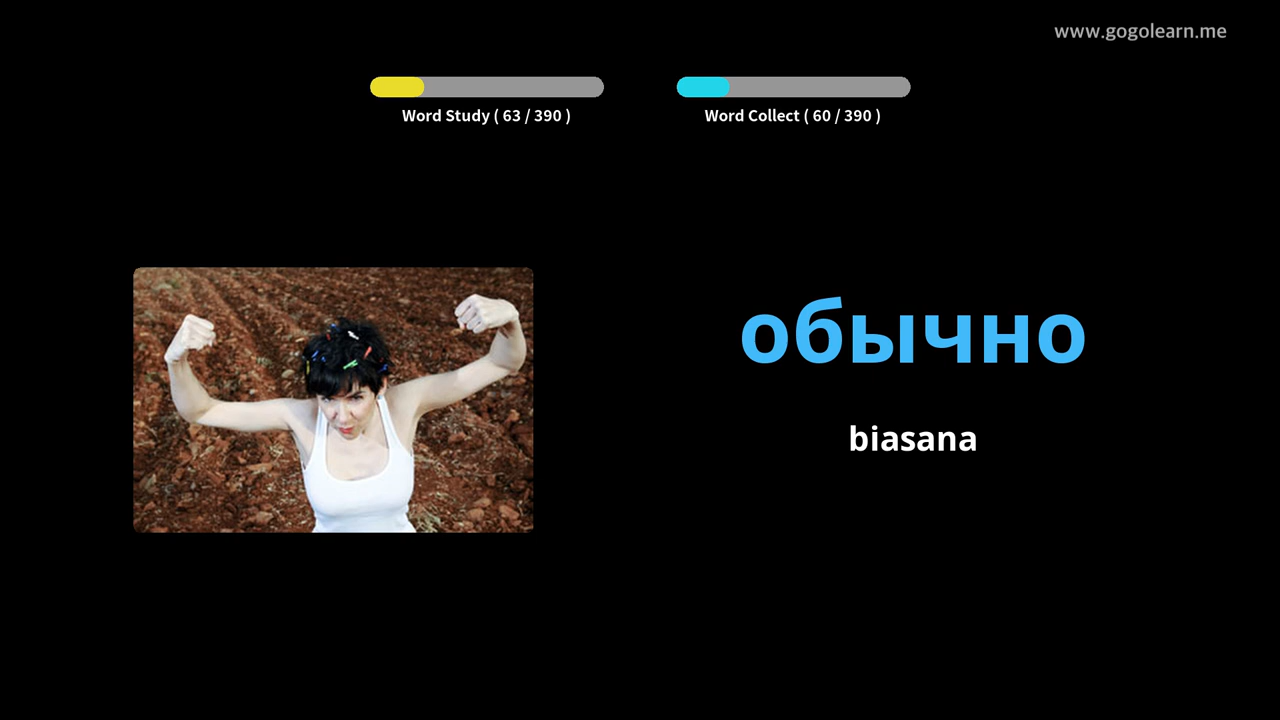 www.gogolearn.me
Word Study ( 63 / 390 )
Word Collect ( 60 / 390 )
обычно
biasana